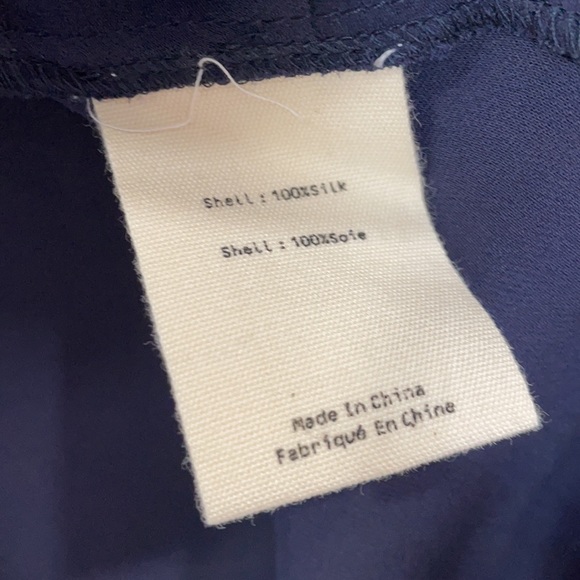 Shell : 100%Silk
Shell : 100%Soie
Made In China
Fabriqué En Chine